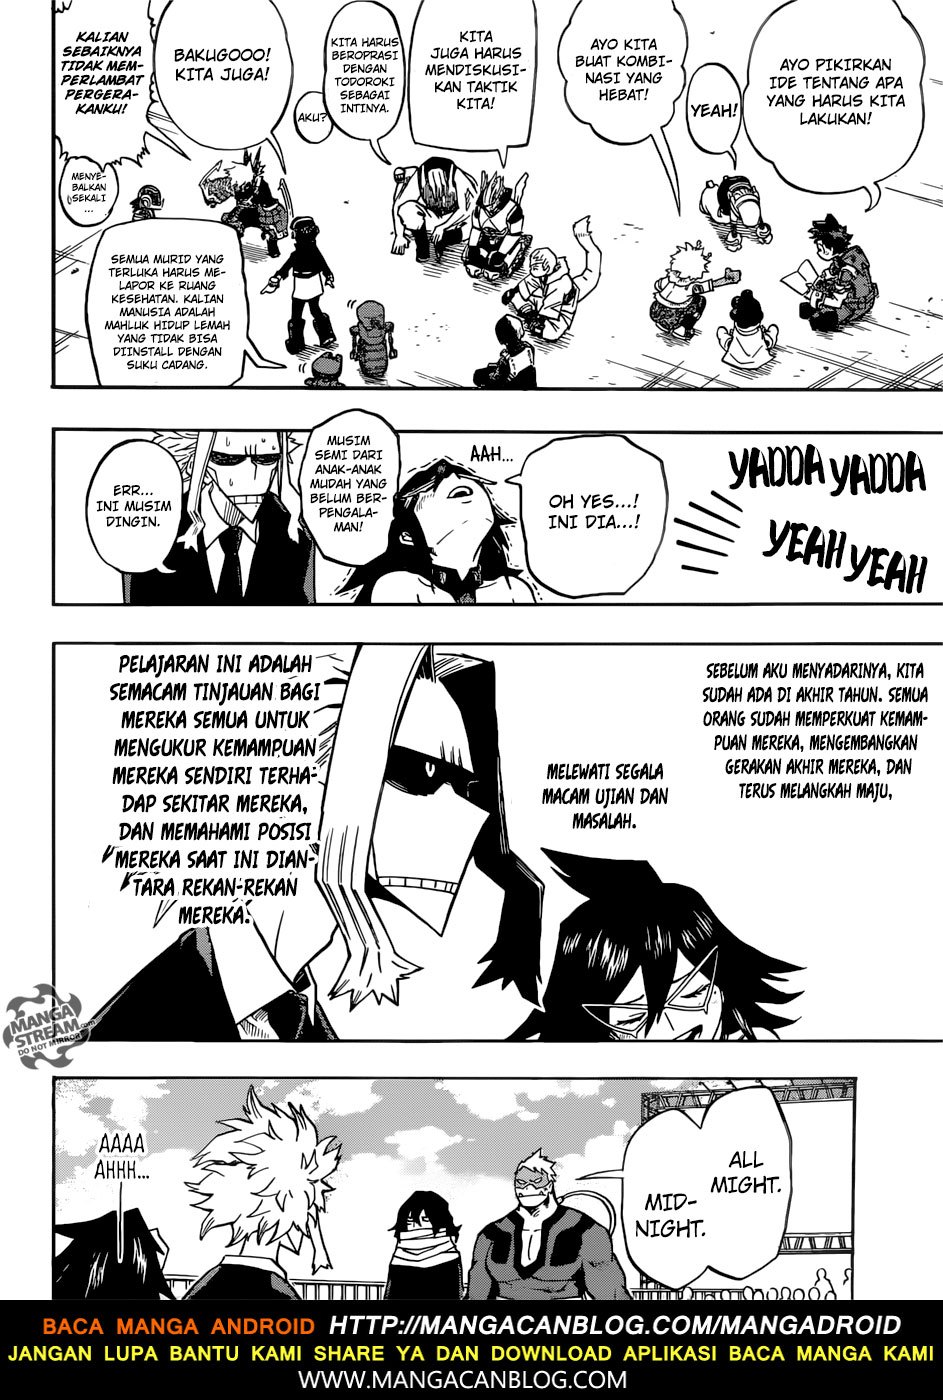 AYO PIKIRKAN
IDE TENTANG APA
YANG HARUS KITA
LAKUKAN!
YEAH!
AYO KITA
BUAT KOMBI-
NASI YANG
HEBAT!
KITA
JUGA HARUS
MENDISKUSI-
KAN TAKTIK
KITA!
KITA HARUS
BEROPRASI
DENGAN
TODOROKI
SEBAGAI
INTINYA.
AKU?
BAKUGOOO!
KITA JUGA!
KALIAN
SEBAIKNYA
TIDAK MEM-
PERLAMBAT
PERGERA-
KANKU!
MENYE-
BALKAN
SEKALI
...
SEMUA MURID YANG
TERLUKA HARUS ME-
LAPOR KE RUANG
KESEHATAN. KALIAN
MANUSIA ADALAH
MAHLUK HIDUP LEMAH
YANG TIDAK BISA
DIINSTALL DENGAN
SUKU CADANG.
YADDA YADDA
YEAH YEAH
OH YES...!
INI DIA...!
AAH...
MUSIM
SEMI DARI
ANAK-ANAK
MUDAH YANG
BELUM BER-
PENGALA-
MAN!
ERR...
INI MUSIM
DINGIN.
SEBELUM AKU MENYADARINYA, KITA
SUDAH ADA DI AKHIR TAHUN. SEMUA
ORANG SUDAH MEMPERKUAT KEMAM-
PUAN MEREKA, MENGEMBANGKAN
GERAKAN AKHIR MEREKA, DAN
TERUS MELANGKAH MAJU,
MELEWATI SEGALA
MACAM UJIAN DAN
MASALAH.
PELAJARAN INI ADALAH
SEMACAM TINJAUAN BAGI
MEREKA SEMUA UNTUK
MENGUKUR KEMAMPUAN
MEREKA SENDIRI TERHA-
DAP SEKITAR MEREKA,
DAN MEMAHAMI POSISI
MEREKA SAAT INI DIAN-
TARA REKAN-REKAN
MEREKA.
MANGA
STREAM.com
DO NOT MIRROR!
ALL
MIGHT.
MID-
NIGHT.
AAAA
AHHH...
BACA MANGA ANDROID HTTP://MANGACANBLOG.COM/MANGADROID
JANGAN LUPA BANTU KAMI SHARE YA DAN DOWNLOAD APLIKASI BACA MANGA KAMI
WWW.MANGACANBLOG.COM